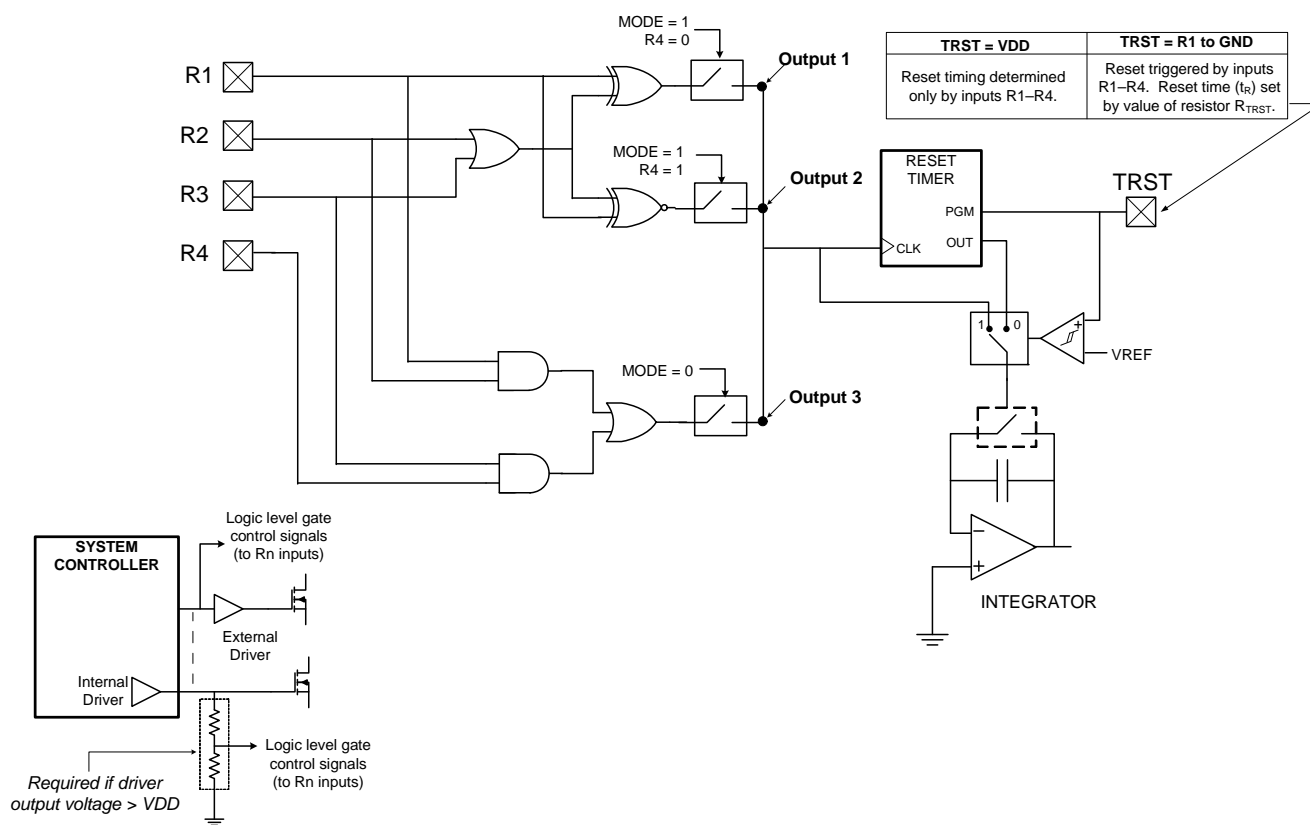 MODE = 1
R4 = 0
Output 1
TRST = VDD
TRST = R1 to GND
Reset timing determined
only by inputs R1–R4.
Reset triggered by inputs
R1–R4. Reset time (tR) set
by value of resistor RTRST.
R1
R2
R3
R4
MODE = 1
R4 = 1
Output 2
RESET
TIMER
PGM
OUT
CLK
TRST
1
0
+
VREF
MODE = 0
Output 3
−
+
INTEGRATOR
SYSTEM
CONTROLLER
Logic level gate
control signals
(to Rn inputs)
External
Driver
Internal
Driver
Logic level gate
control signals
(to Rn inputs)
Required if driver
output voltage > VDD